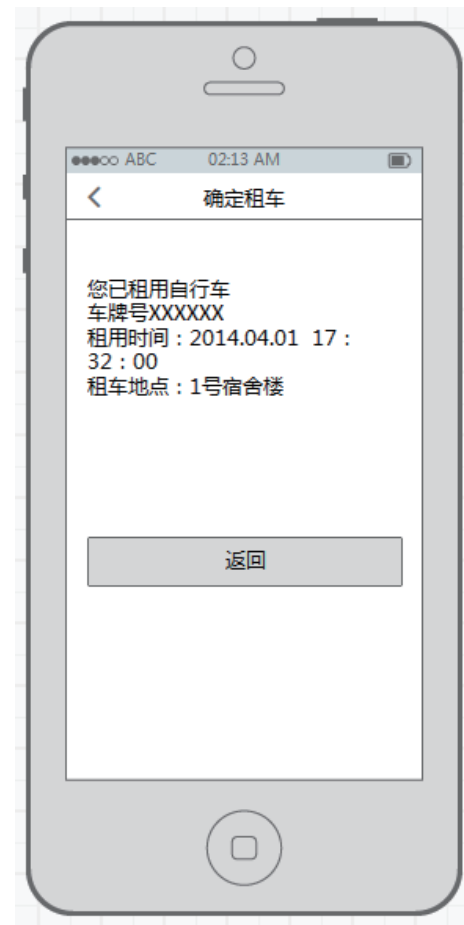 ABC 02:13 AM
确定租车
您已租用自行车
车牌号XXXXXX
租用时间：2014.04.01 17：
32：00
租车地点：1号宿舍楼
返回